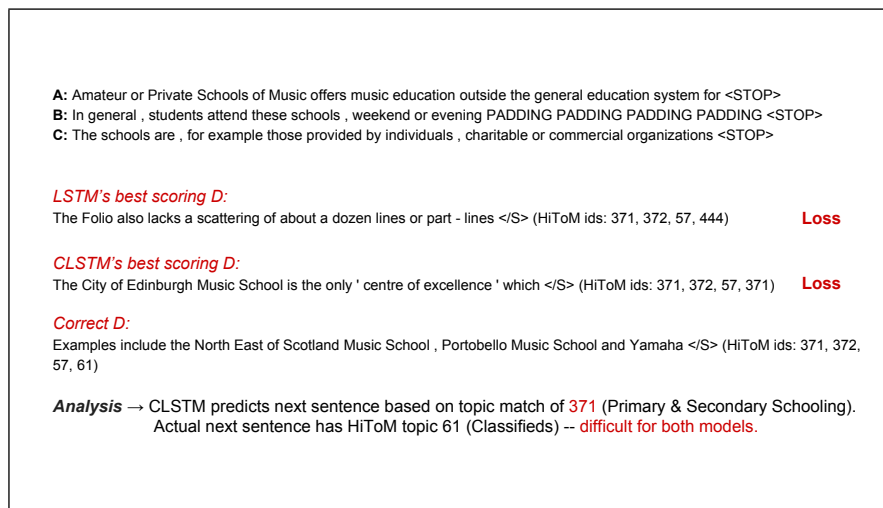 A: Amateur or Private Schools of Music offers music education outside the general education system for <STOP>
B: In general , students attend these schools , weekend or evening PADDING PADDING PADDING PADDING <STOP>
C: The schools are , for example those provided by individuals , charitable or commercial organizations <STOP>
LSTM's best scoring D:
The Folio also lacks a scattering of about a dozen lines or part - lines </S> (HiToM ids: 371, 372, 57, 444) Loss
CLSTM's best scoring D:
The City of Edinburgh Music School is the only ' centre of excellence ' which </S> (HiToM ids: 371, 372, 57, 371) Loss
Correct D:
Examples include the North East of Scotland Music School , Portobello Music School and Yamaha </S> (HiToM ids: 371, 372,
57, 61)
Analysis → CLSTM predicts next sentence based on topic match of 371 (Primary & Secondary Schooling).
Actual next sentence has HiToM topic 61 (Classifieds) -- difficult for both models.